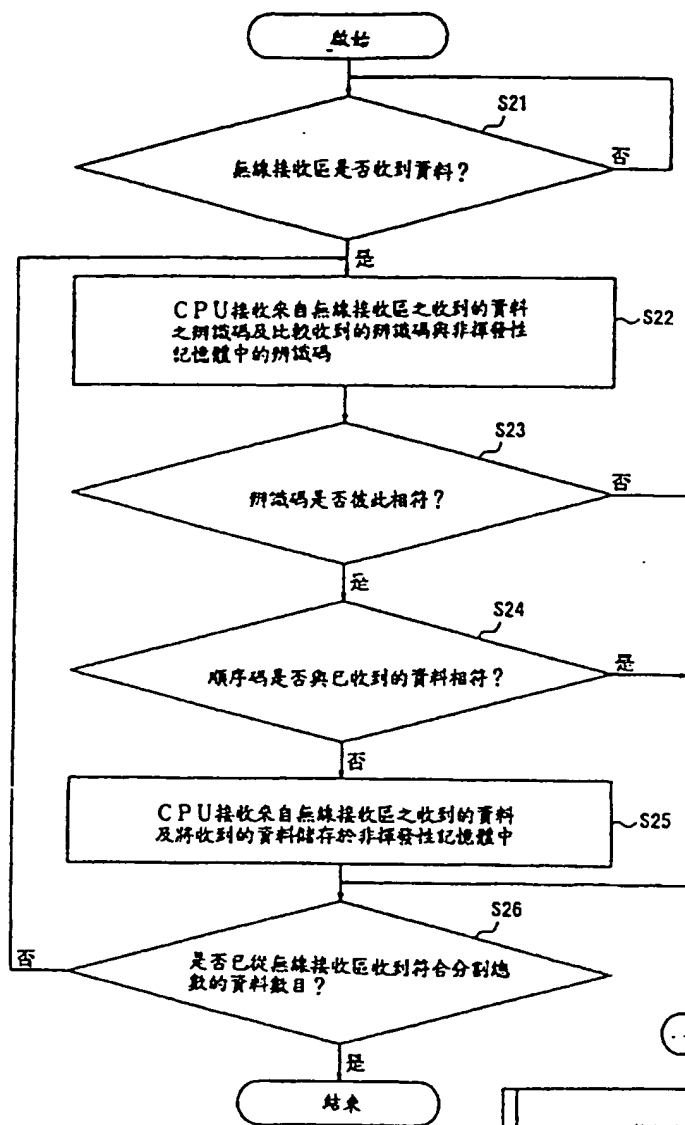 啟始
S21
無線接收區是否收到資料？
否
是
CPU接收來自無線接收區之收到的資料
之辨識碼及比較收到的辨識碼與非揮發性
記憶體中的辨識碼
S22
S23
辨識碼是否彼此相符？
否
是
S24
順序碼是否與已收到的資料相符？
是
否
CPU接收來自無線接收區之收到的資料
及將收到的資料儲存於非揮發性記憶體中
S25
S26
否
是否已從無線接收區收到符合分割總
數的資料數目？
是
結束